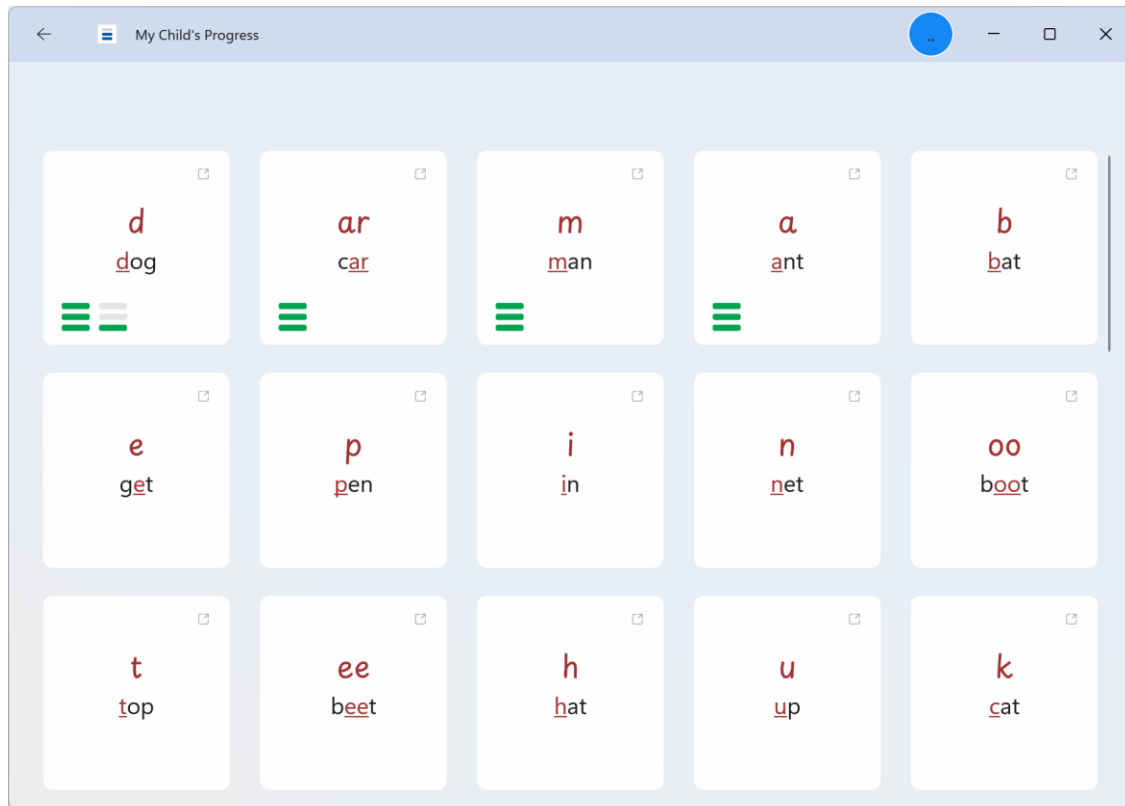 My Child's Progress
..
d
dog
ar
car
m
man
a
ant
b
bat
e
get
p
pen
i
in
n
net
oo
boot
t
top
ee
beet
h
hat
u
up
k
cat